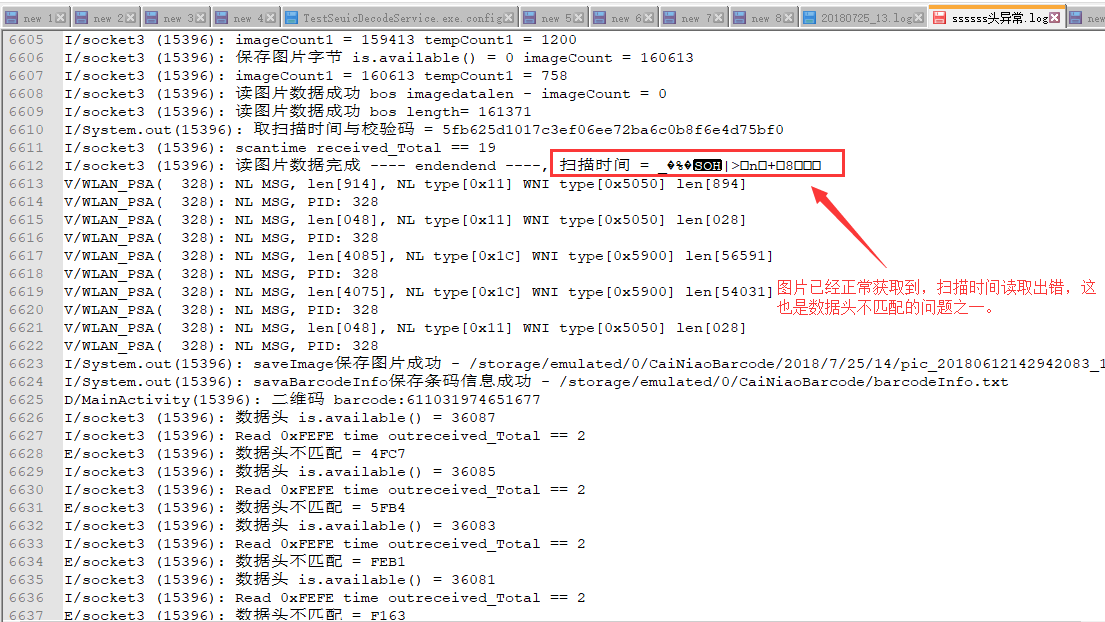 new 1 new 2 new 3 new 4 TestSeuicDecodeService.exe.config new 5 new 6 new 7 new 8 20180725_13.log ssssss头异常.log new
6605 I/socket3 (15396): imageCount1 = 159413 tempCount1 = 1200
6606 I/socket3 (15396): 保存图片字节 is.available() = 0 imageCount = 160613
6607 I/socket3 (15396): imageCount1 = 160613 tempCount1 = 758
6608 I/socket3 (15396): 读图片数据成功 bos imagedatalen - imageCount = 0
6609 I/socket3 (15396): 读图片数据成功 bos length= 161371
6610 I/System.out(15396): 取扫描时间与校验码 = 5fb625d1017c3ef06ee72ba6c0b8f6e4d75bf0
6611 I/socket3 (15396): scantime received_Total == 19
6612 I/socket3 (15396): 读图片数据完成 ---- endendend ----, 扫描时间 = _�%�SOH|>□n□+□8□□□
6613 V/WLAN_PSA(  328): NL MSG, len[914], NL type[0x11] WNI type[0x5050] len[894]
6614 V/WLAN_PSA(  328): NL MSG, PID: 328
6615 V/WLAN_PSA(  328): NL MSG, len[048], NL type[0x11] WNI type[0x5050] len[028]
6616 V/WLAN_PSA(  328): NL MSG, PID: 328
6617 V/WLAN_PSA(  328): NL MSG, len[4085], NL type[0x1C] WNI type[0x5900] len[56591]
6618 V/WLAN_PSA(  328): NL MSG, PID: 328
6619 V/WLAN_PSA(  328): NL MSG, len[4075], NL type[0x1C] WNI type[0x5900] len[54031]
6620 V/WLAN_PSA(  328): NL MSG, PID: 328
6621 V/WLAN_PSA(  328): NL MSG, len[048], NL type[0x11] WNI type[0x5050] len[028]
6622 V/WLAN_PSA(  328): NL MSG, PID: 328
图片已经正常获取到，扫描时间读取出错，这
也是数据头不匹配的问题之一。
6623 I/System.out(15396): saveImage保存图片成功 - /storage/emulated/0/CaiNiaoBarcode/2018/7/25/14/pic_20180612142942083_1
6624 I/System.out(15396): savaBarcodeInfo保存条码信息成功 - /storage/emulated/0/CaiNiaoBarcode/barcodeInfo.txt
6625 D/MainActivity(15396): 二维码 barcode:611031974651677
6626 I/socket3 (15396): 数据头 is.available() = 36087
6627 I/socket3 (15396): Read 0xFEFE time outreceived_Total == 2
6628 E/socket3 (15396): 数据头不匹配 = 4FC7
6629 I/socket3 (15396): 数据头 is.available() = 36085
6630 I/socket3 (15396): Read 0xFEFE time outreceived_Total == 2
6631 E/socket3 (15396): 数据头不匹配 = 5FB4
6632 I/socket3 (15396): 数据头 is.available() = 36083
6633 I/socket3 (15396): Read 0xFEFE time outreceived_Total == 2
6634 E/socket3 (15396): 数据头不匹配 = FEB1
6635 I/socket3 (15396): 数据头 is.available() = 36081
6636 I/socket3 (15396): Read 0xFEFE time outreceived_Total == 2
6637 E/socket3 (15396): 数据头不匹配 = F163